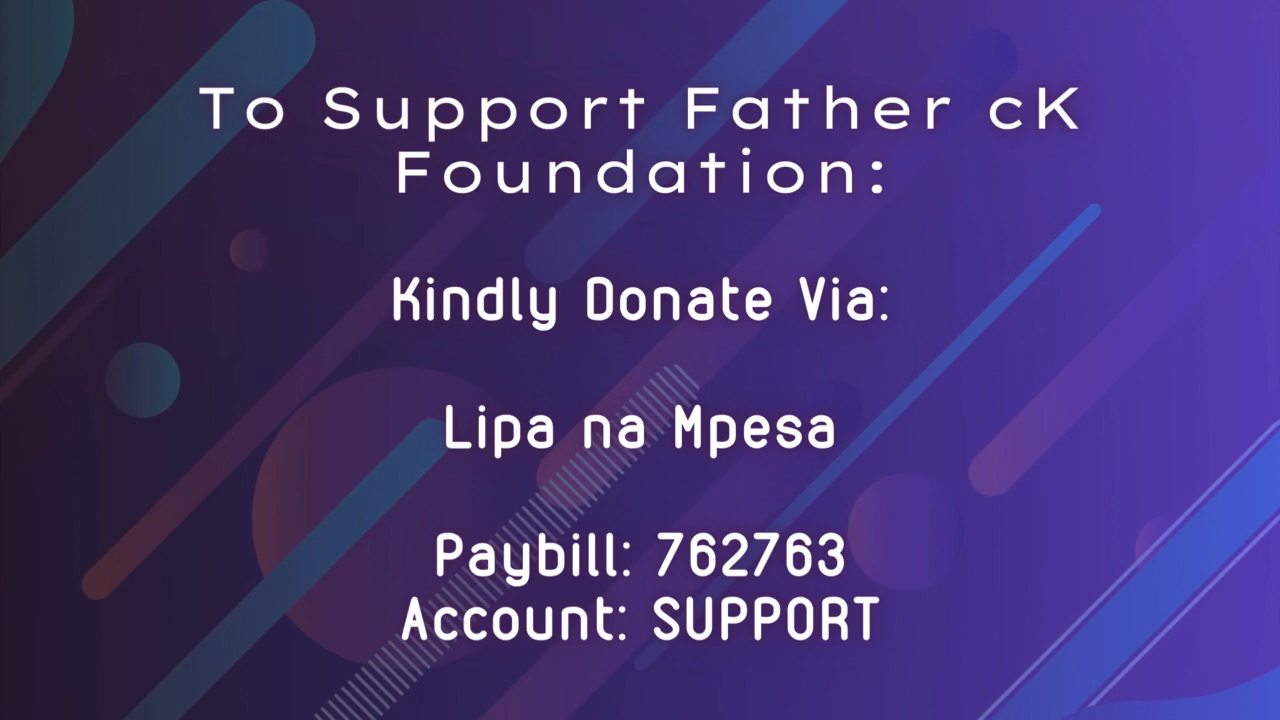 To Support Father cK
Foundation:
Kindly Donate Via:
Lipa na Mpesa
Paybill: 762763
Account: SUPPORT